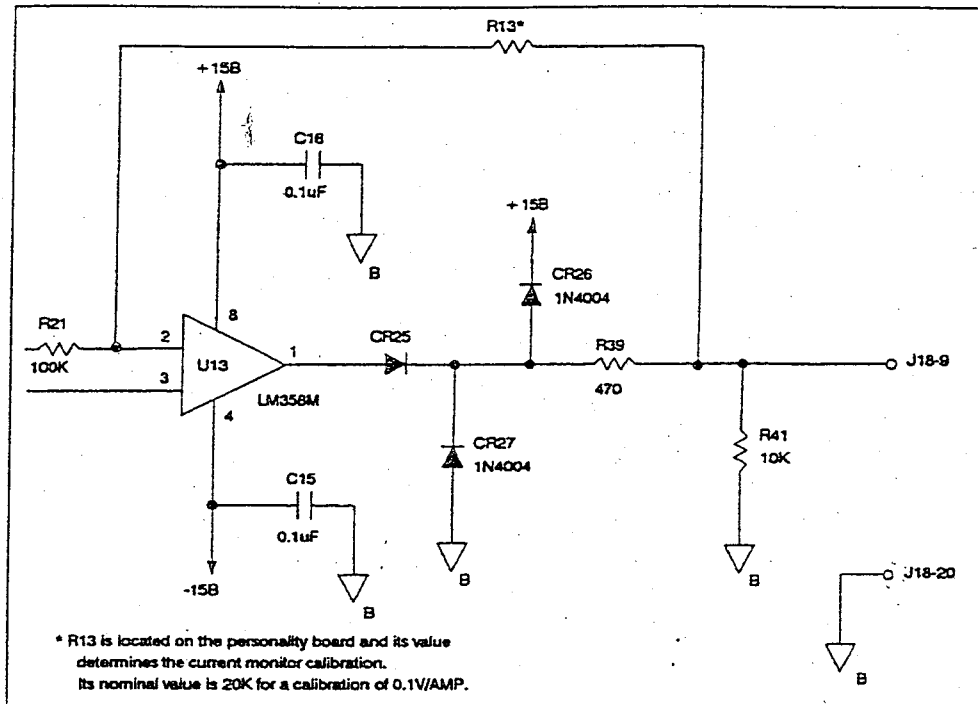 R13*
+15B
C16
0.1uF
B
+15B
CR26
1N4004
R21
100K
2
3
8
U13
1
4
LM358M
CR25
R39
470
J18-9
CR27
1N4004
R41
10K
C15
0.1uF
-15B
B
B
B
J18-20
B
* R13 is located on the personality board and its value
determines the current monitor calibration.
Its nominal value is 20K for a calibration of 0.1V/AMP.